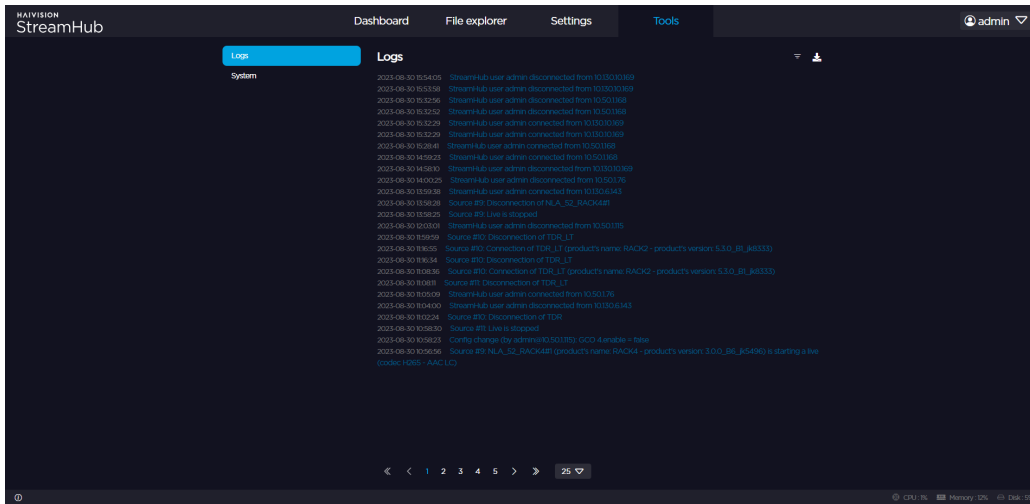 HAIVISION
StreamHub
Dashboard File explorer Settings Tools
admin
Logs
System
Logs
2023-08-30 15:54:05 StreamHub user admin disconnected from 10.130.10.169
2023-08-30 15:53:58 StreamHub user admin disconnected from 10.130.10.169
2023-08-30 15:32:56 StreamHub user admin disconnected from 10.50.1.168
2023-08-30 15:32:52 StreamHub user admin disconnected from 10.50.1.168
2023-08-30 15:32:29 StreamHub user admin connected from 10.130.10.169
2023-08-30 15:32:29 StreamHub user admin connected from 10.130.10.169
2023-08-30 15:28:41 StreamHub user admin connected from 10.50.1.168
2023-08-30 14:59:23 StreamHub user admin connected from 10.50.1.168
2023-08-30 14:58:10 StreamHub user admin disconnected from 10.130.10.169
2023-08-30 14:00:25 StreamHub user admin disconnected from 10.50.1.76
2023-08-30 13:59:38 StreamHub user admin connected from 10.130.6.143
2023-08-30 13:58:28 Source #9: Disconnection of NLA_S2_RACK4#1
2023-08-30 13:58:25 Source #9: Live is stopped
2023-08-30 12:03:01 StreamHub user admin disconnected from 10.50.1.115
2023-08-30 11:59:59 Source #10: Disconnection of TDR_LT
2023-08-30 11:16:55 Source #10: Connection of TDR_LT (product's name: RACK2 - product's version: 5.3.0_B1_jk8333)
2023-08-30 11:16:34 Source #10: Disconnection of TDR_LT
2023-08-30 11:08:36 Source #10: Connection of TDR_LT (product's name: RACK2 - product's version: 5.3.0_B1_jk8333)
2023-08-30 11:08:11 Source #11: Disconnection of TDR_LT
2023-08-30 11:05:09 StreamHub user admin connected from 10.50.1.76
2023-08-30 11:04:00 StreamHub user admin disconnected from 10.130.6.143
2023-08-30 11:02:24 Source #10: Disconnection of TDR
2023-08-30 10:58:30 Source #11: Live is stopped
2023-08-30 10:58:23 Config change (by admin@10.50.1.115): GCO 4.enable = false
2023-08-30 10:56:56 Source #9: NLA_S2_RACK4#1 (product's name: RACK4 - product's version: 3.0.0_B6_jk5496) is starting a live
(codec H265 - AAC LC)
1 2 3 4 5 25
CPU: 1% Memory: 12% Disk: